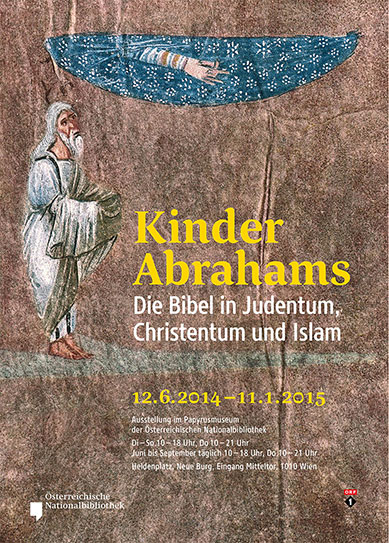 Kinder
Abrahams
Die Bibel in Judentum,
Christentum und Islam
12.6.2014 – 11.1.2015
Ausstellung im Papyrusmuseum
der Österreichischen Nationalbibliothek
Di – So 10 – 18 Uhr, Do 10 – 21 Uhr
Juni bis September täglich 10 – 18 Uhr, Do 10 – 21 Uhr
Heldenplatz, Neue Burg, Eingang Mitteltor, 1010 Wien
Österreichische
Nationalbibliothek
ORF
1